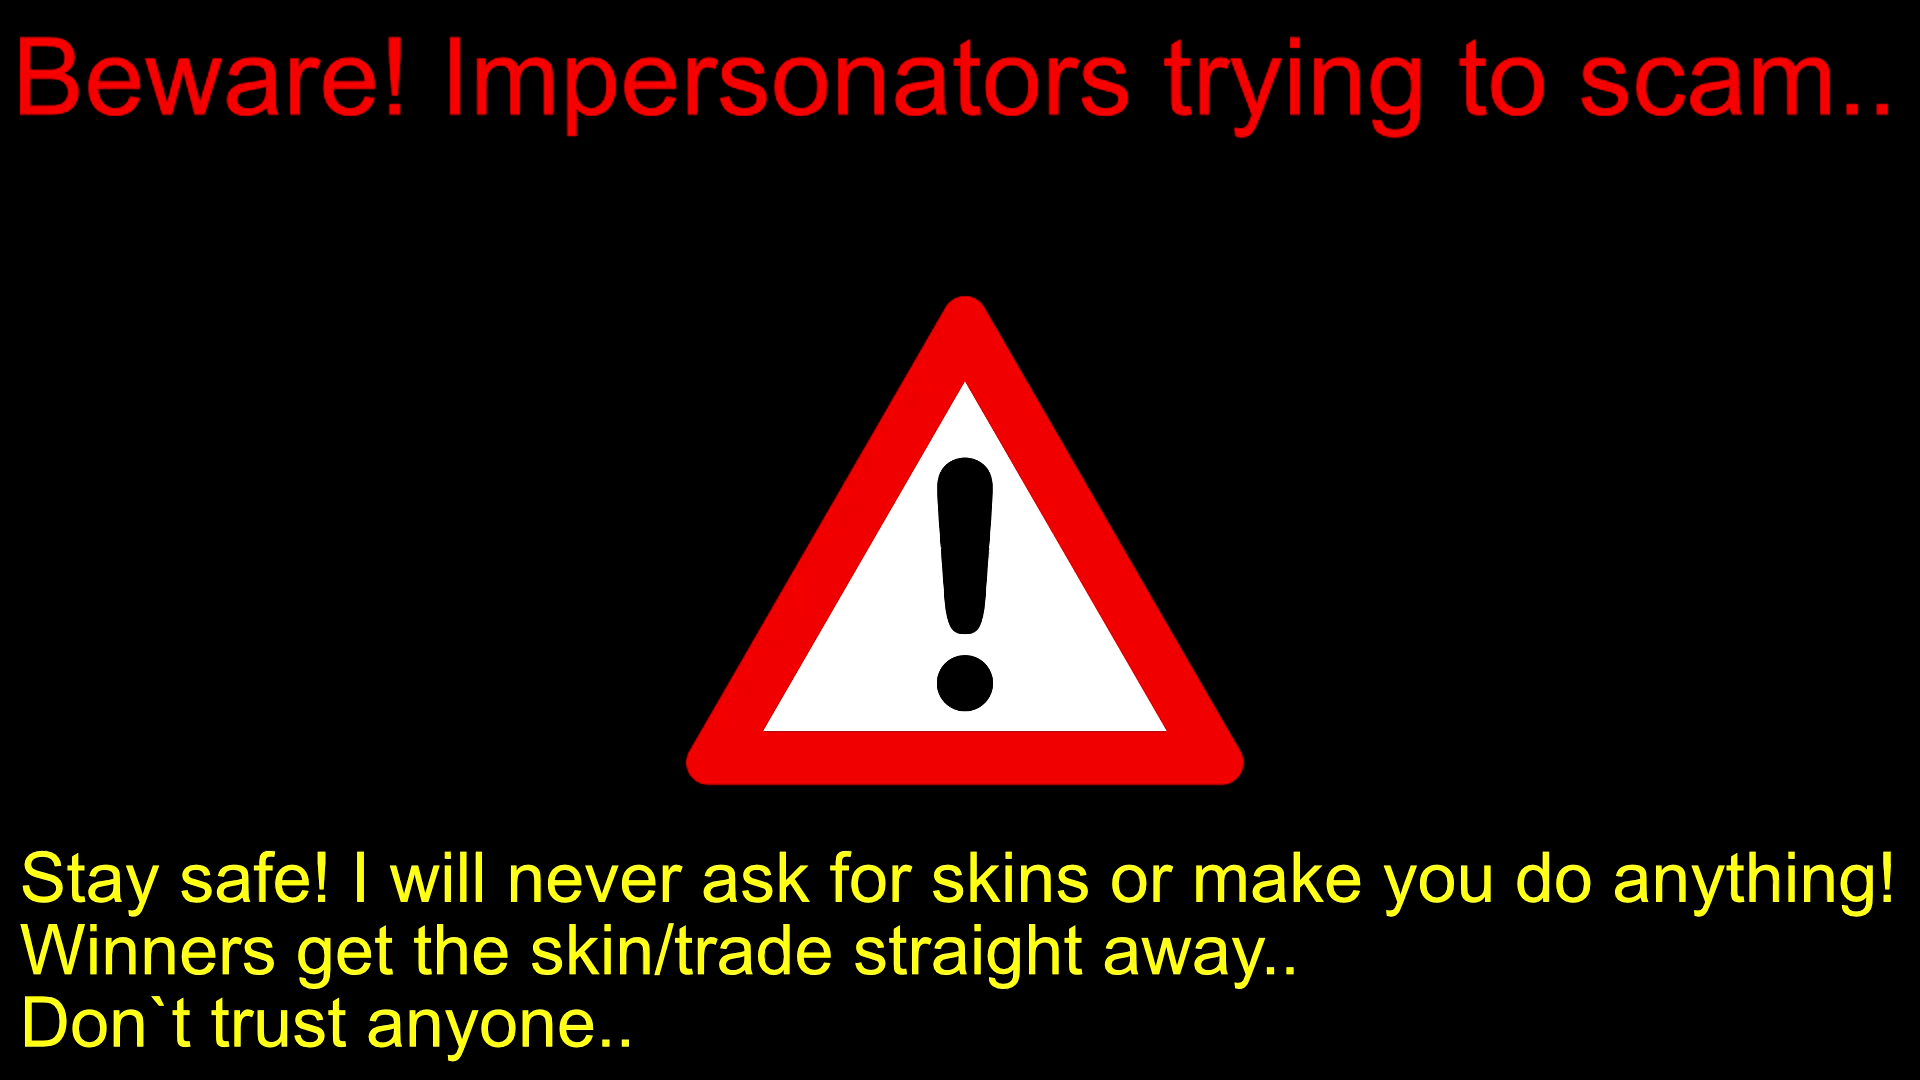 Beware! Impersonators trying to scam..
Stay safe! I will never ask for skins or make you do anything!
Winners get the skin/trade straight away..
Don`t trust anyone..